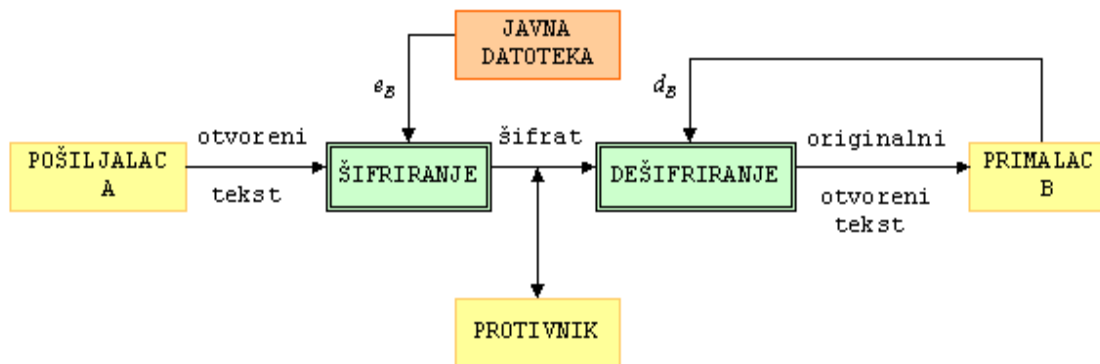 JAVNA
DATOTEKA
e_B
d_B
otvoreni
šifrat
originalni
POŠILJALAC
A
ŠIFRIRANJE
DEŠIFRIRANJE
PRIMALAC
B
tekst
otvoreni
tekst
PROTIVNIK